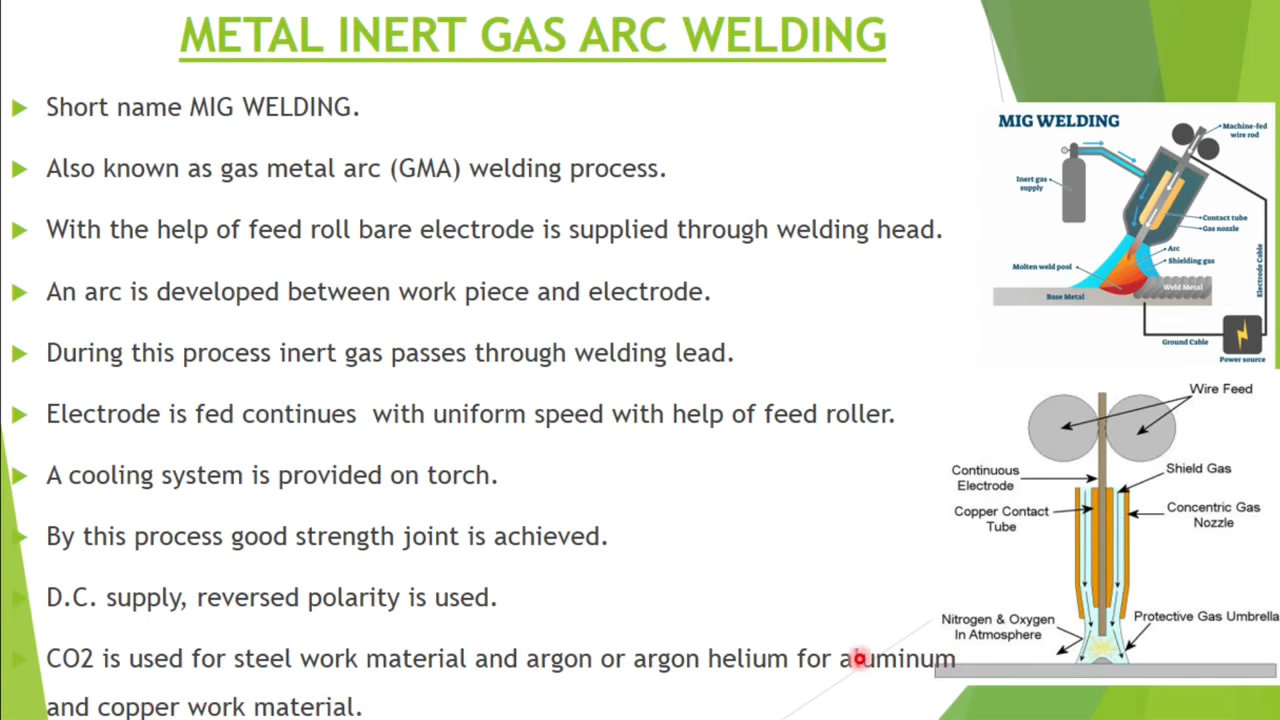 METAL INERT GAS ARC WELDING
Short name MIG WELDING.
Also known as gas metal arc (GMA) welding process.
With the help of feed roll bare electrode is supplied through welding head.
An arc is developed between work piece and electrode.
During this process inert gas passes through welding lead.
Electrode is fed continues with uniform speed with help of feed roller.
A cooling system is provided on torch.
By this process good strength joint is achieved.
D.C. supply, reversed polarity is used.
CO2 is used for steel work material and argon or argon helium for aluminum
and copper work material.
MIG WELDING
Machine-fed
wire rod
Inert gas
supply
Contact tube
Gas nozzle
Arc
Shielding gas
Molten weld pool
Electrode Cable
Weld Metal
Base Metal
Ground Cable
Power source
Wire Feed
Continuous
Electrode
Shield Gas
Copper Contact
Tube
Concentric Gas
Nozzle
Nitrogen & Oxygen
In Atmosphere
Protective Gas Umbrella